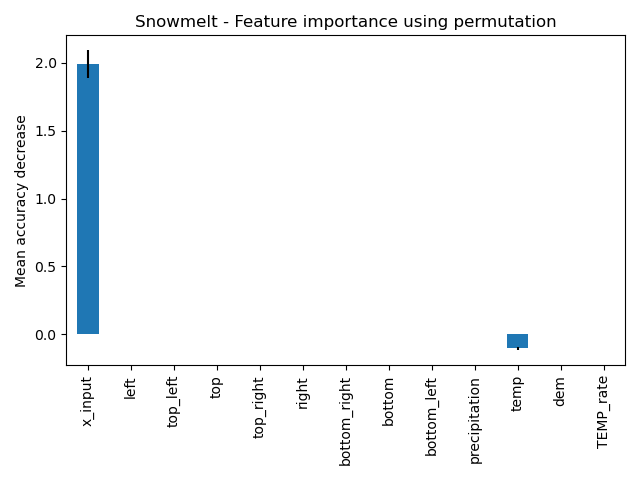 Snowmelt - Feature importance using permutation
Mean accuracy decrease
2.0
1.5
1.0
0.5
0.0
x_input
left
top_left
top
top_right
right
bottom_right
bottom
bottom_left
precipitation
temp
dem
TEMP_rate